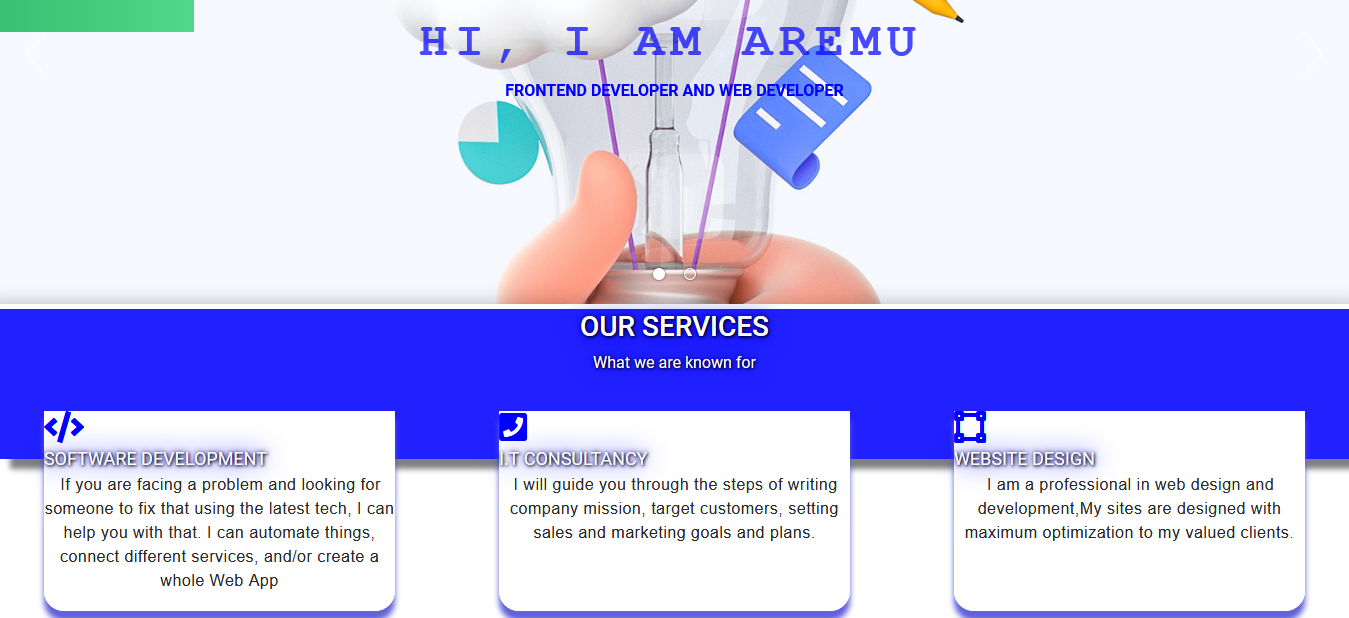 HI, I AM AREMU
FRONTEND DEVELOPER AND WEB DEVELOPER
OUR SERVICES
What we are known for
SOFTWARE DEVELOPMENT
If you are facing a problem and looking for
someone to fix that using the latest tech, I can
help you with that. I can automate things,
connect different services, and/or create a
whole Web App
I.T CONSULTANCY
I will guide you through the steps of writing
company mission, target customers, setting
sales and marketing goals and plans.
WEBSITE DESIGN
I am a professional in web design and
development,My sites are designed with
maximum optimization to my valued clients.